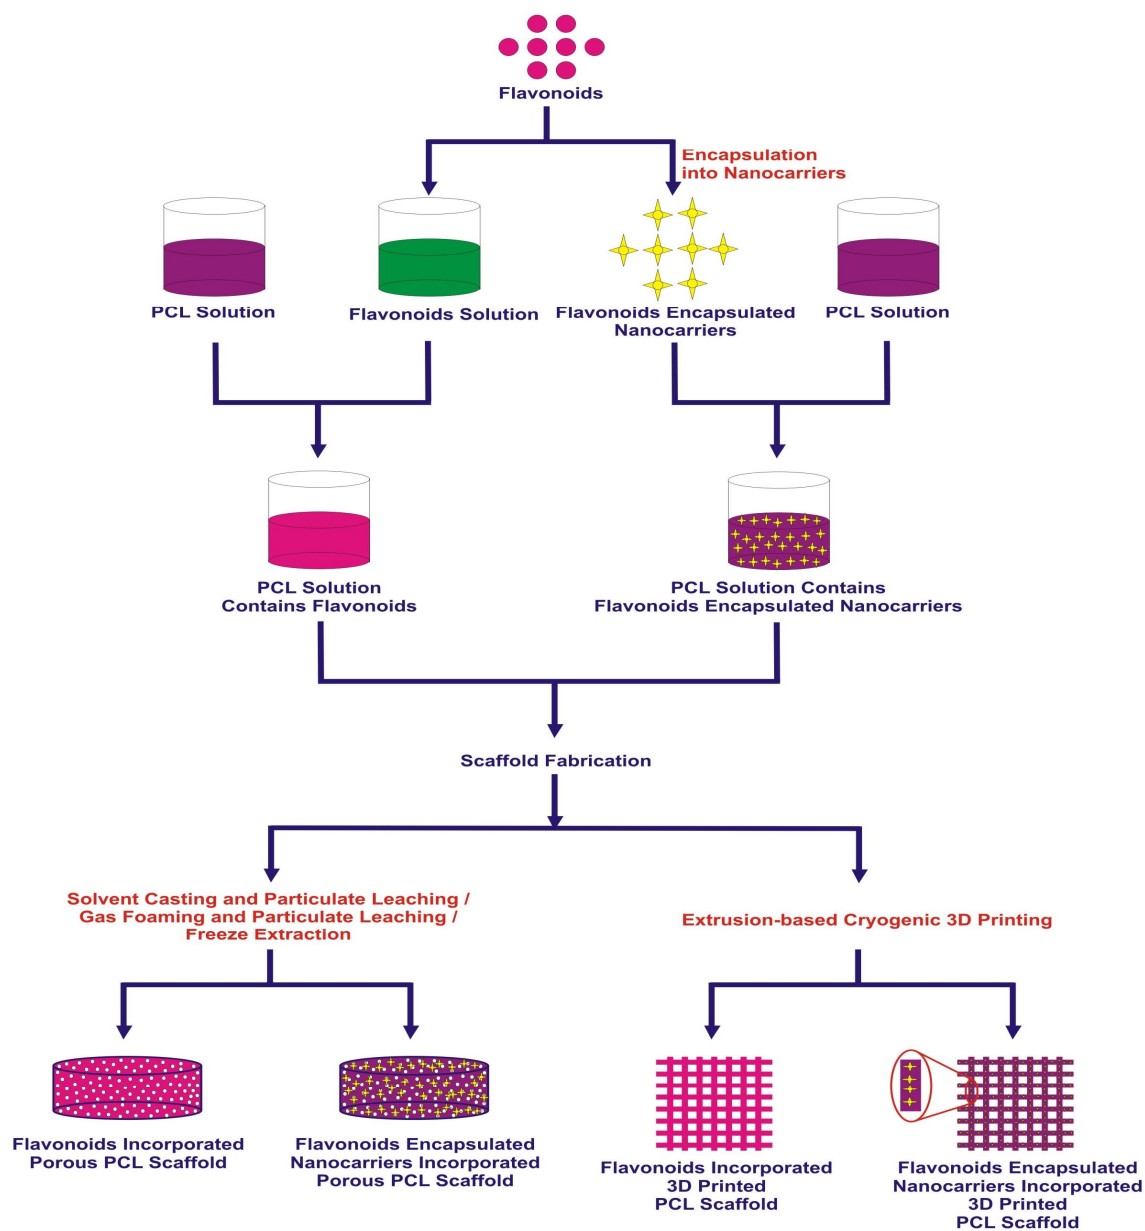 Flavonoids
Encapsulation
into Nanocarriers
PCL Solution
Flavonoids Solution
Flavonoids Encapsulated
Nanocarriers
PCL Solution
PCL Solution
Contains Flavonoids
PCL Solution Contains
Flavonoids Encapsulated Nanocarriers
Scaffold Fabrication
Solvent Casting and Particulate Leaching /
Gas Foaming and Particulate Leaching /
Freeze Extraction
Extrusion-based Cryogenic 3D Printing
Flavonoids Incorporated
Porous PCL Scaffold
Flavonoids Encapsulated
Nanocarriers Incorporated
Porous PCL Scaffold
Flavonoids Incorporated
3D Printed
PCL Scaffold
Flavonoids Encapsulated
Nanocarriers Incorporated
3D Printed
PCL Scaffold